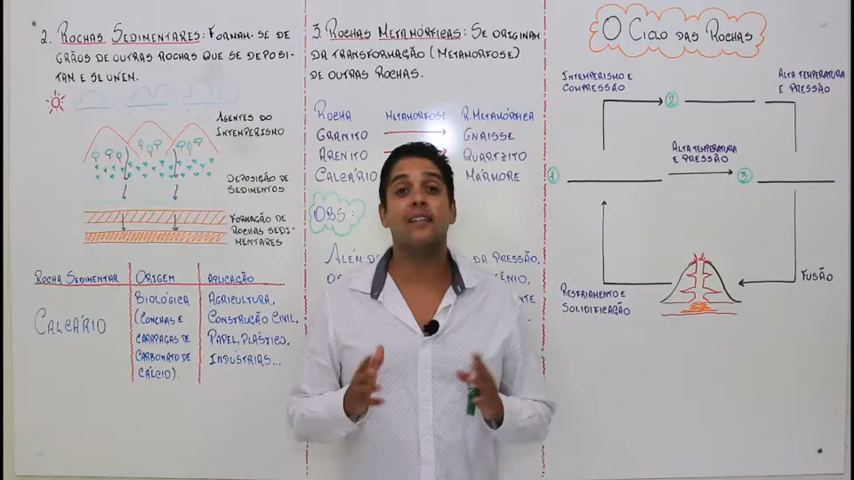 2. Rochas Sedimentares: Formam-se de
grãos de outras rochas que se deposi-
tam e se unem.
Agentes do
Intemperismo
Deposição de
Sedimentos
Formação de
Rochas Sedi-
mentares
Rocha Sedimentar Origem Aplicação
Calcário
Biológica
(Conchas e
carapaças de
carbonato de
cálcio).
Agricultura,
Construção Civil,
Papel, Plástico,
Indústrias...
3. Rochas Metamórficas: Se originam
da transformação (metamorfose)
de outras rochas.
Rocha Metamorfose R. Metamórfica
Granito Gnaisse
Arenito Quartzito
Calcário Mármore
OBS:
Além da pressão,
O Ciclo das Rochas
Intemperismo e
Compressão
2
Alta temperatura
e pressão
Alta temperatura
e pressão
1
3
Resfriamento e
Solidificação
Fusão